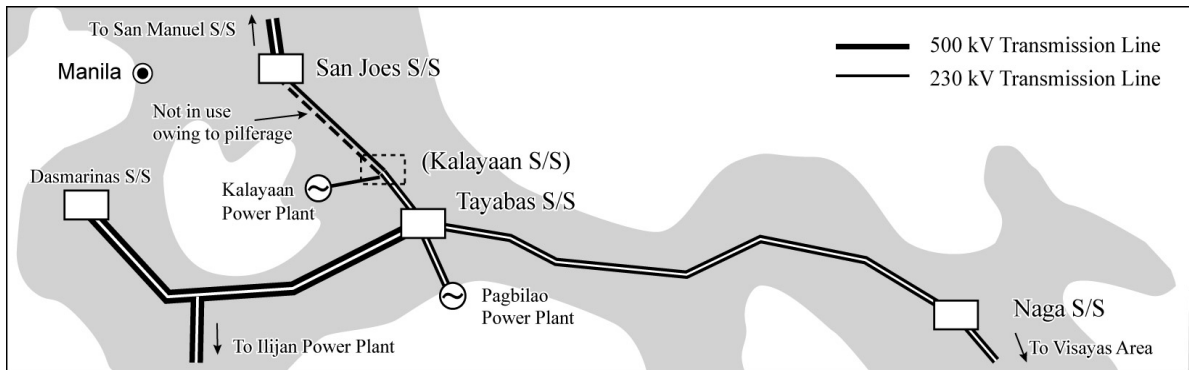 To San Manuel S/S
Manila
San Joes S/S
500 kV Transmission Line
230 kV Transmission Line
Not in use
owing to pilferage
(Kalayaan S/S)
Dasmarinas S/S
Kalayaan
Power Plant
Tayabas S/S
Pagbilao
Power Plant
Naga S/S
To Ilijan Power Plant
To Visayas Area